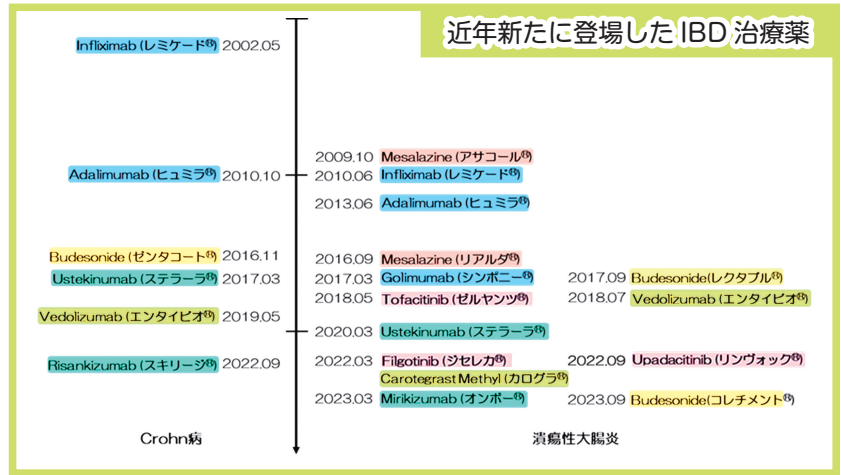 近年新たに登場した IBD 治療薬
Infliximab (レミケード®) 2002.05
2009.10 Mesalazine (アサコール®)
Adalimumab (ヒュミラ®) 2010.10
2010.06 Infliximab (レミケード®)
2013.06 Adalimumab (ヒュミラ®)
Budesonide (ゼンタコート®) 2016.11
2016.09 Mesalazine (リアルダ®)
Ustekinumab (ステラーラ®) 2017.03
2017.03 Golimumab (シンポニー®)
2017.09 Budesonide(レクタブル®)
2018.05 Tofacitinib (ゼルヤンツ®)
2018.07 Vedolizumab (エンタイビオ®)
Vedolizumab (エンタイビオ®) 2019.05
2020.03 Ustekinumab (ステラーラ®)
Risankizumab (スキリージ®) 2022.09
2022.03 Filgotinib (ジセレカ®)
2022.09 Upadacitinib (リンヴォック®)
Carotegrast Methyl (カログラ®)
2023.03 Mirikizumab (オンボー®)
2023.09 Budesonide(コレチメント®)
Crohn病
潰瘍性大腸炎